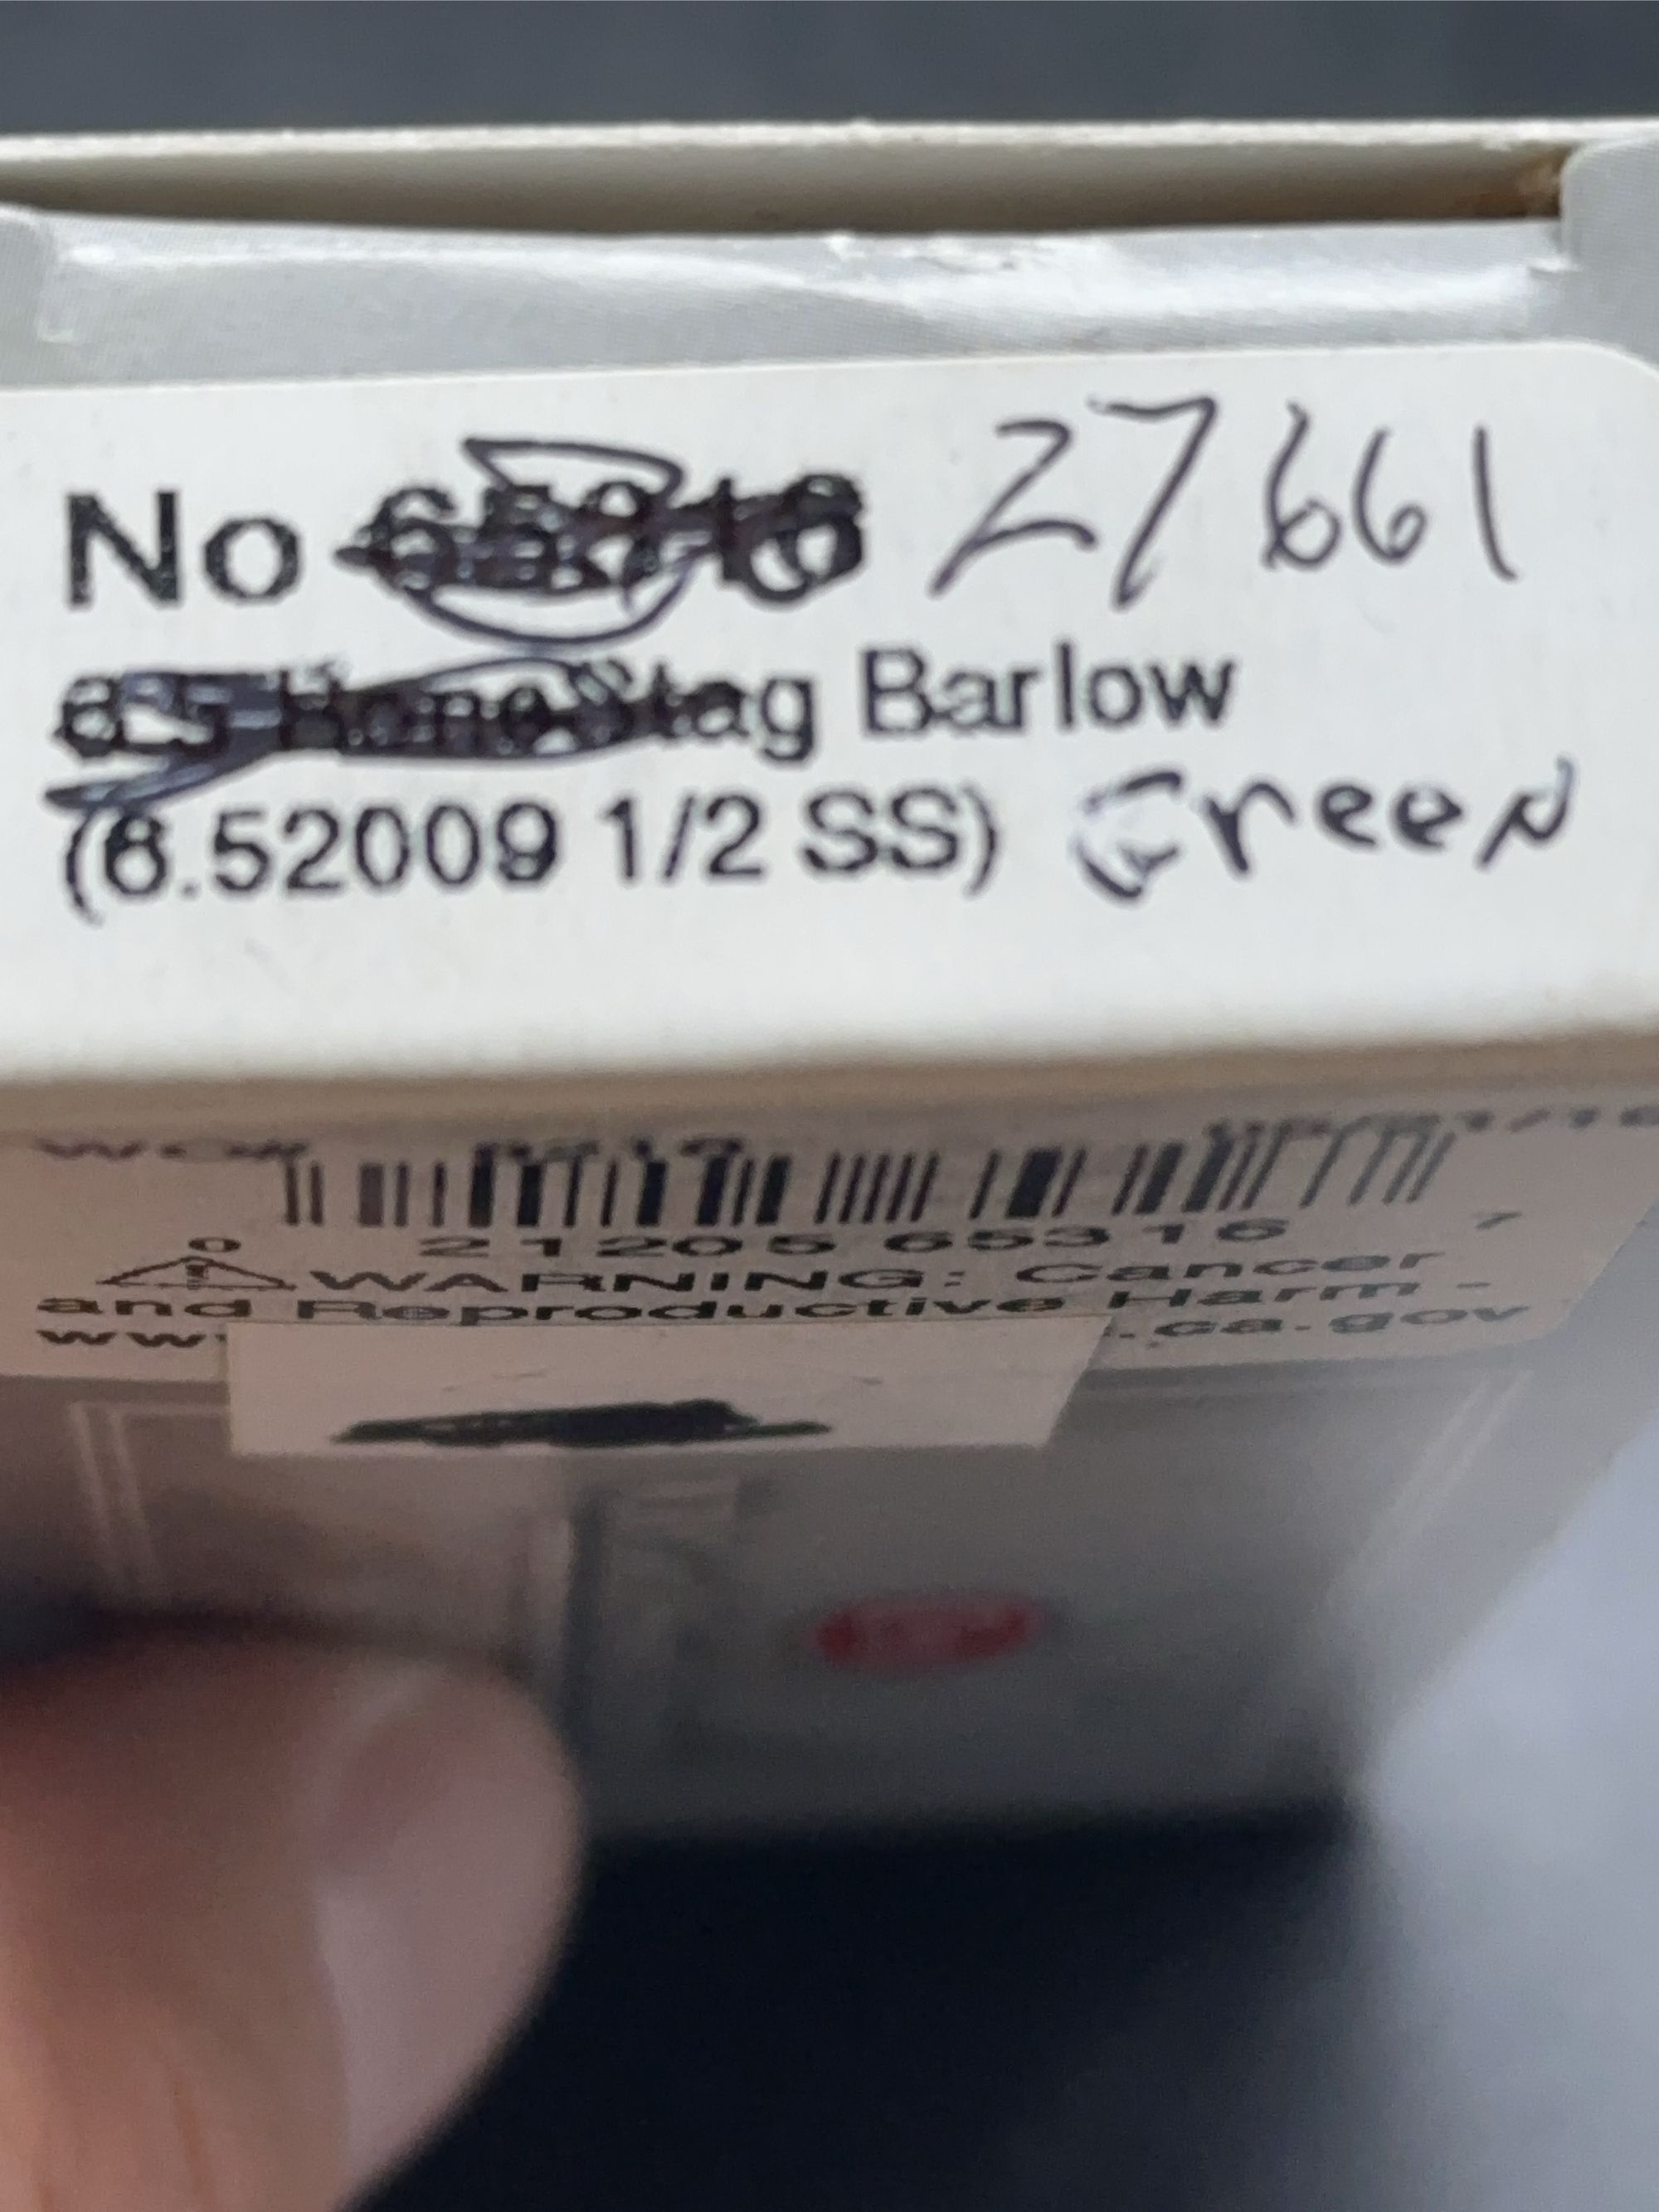 No 27661
Barlow
(6.52009 1/2 SS) Green
0 21205 65316 7
WARNING: Cancer
and Reproductive Harm -
ww .ca.gov